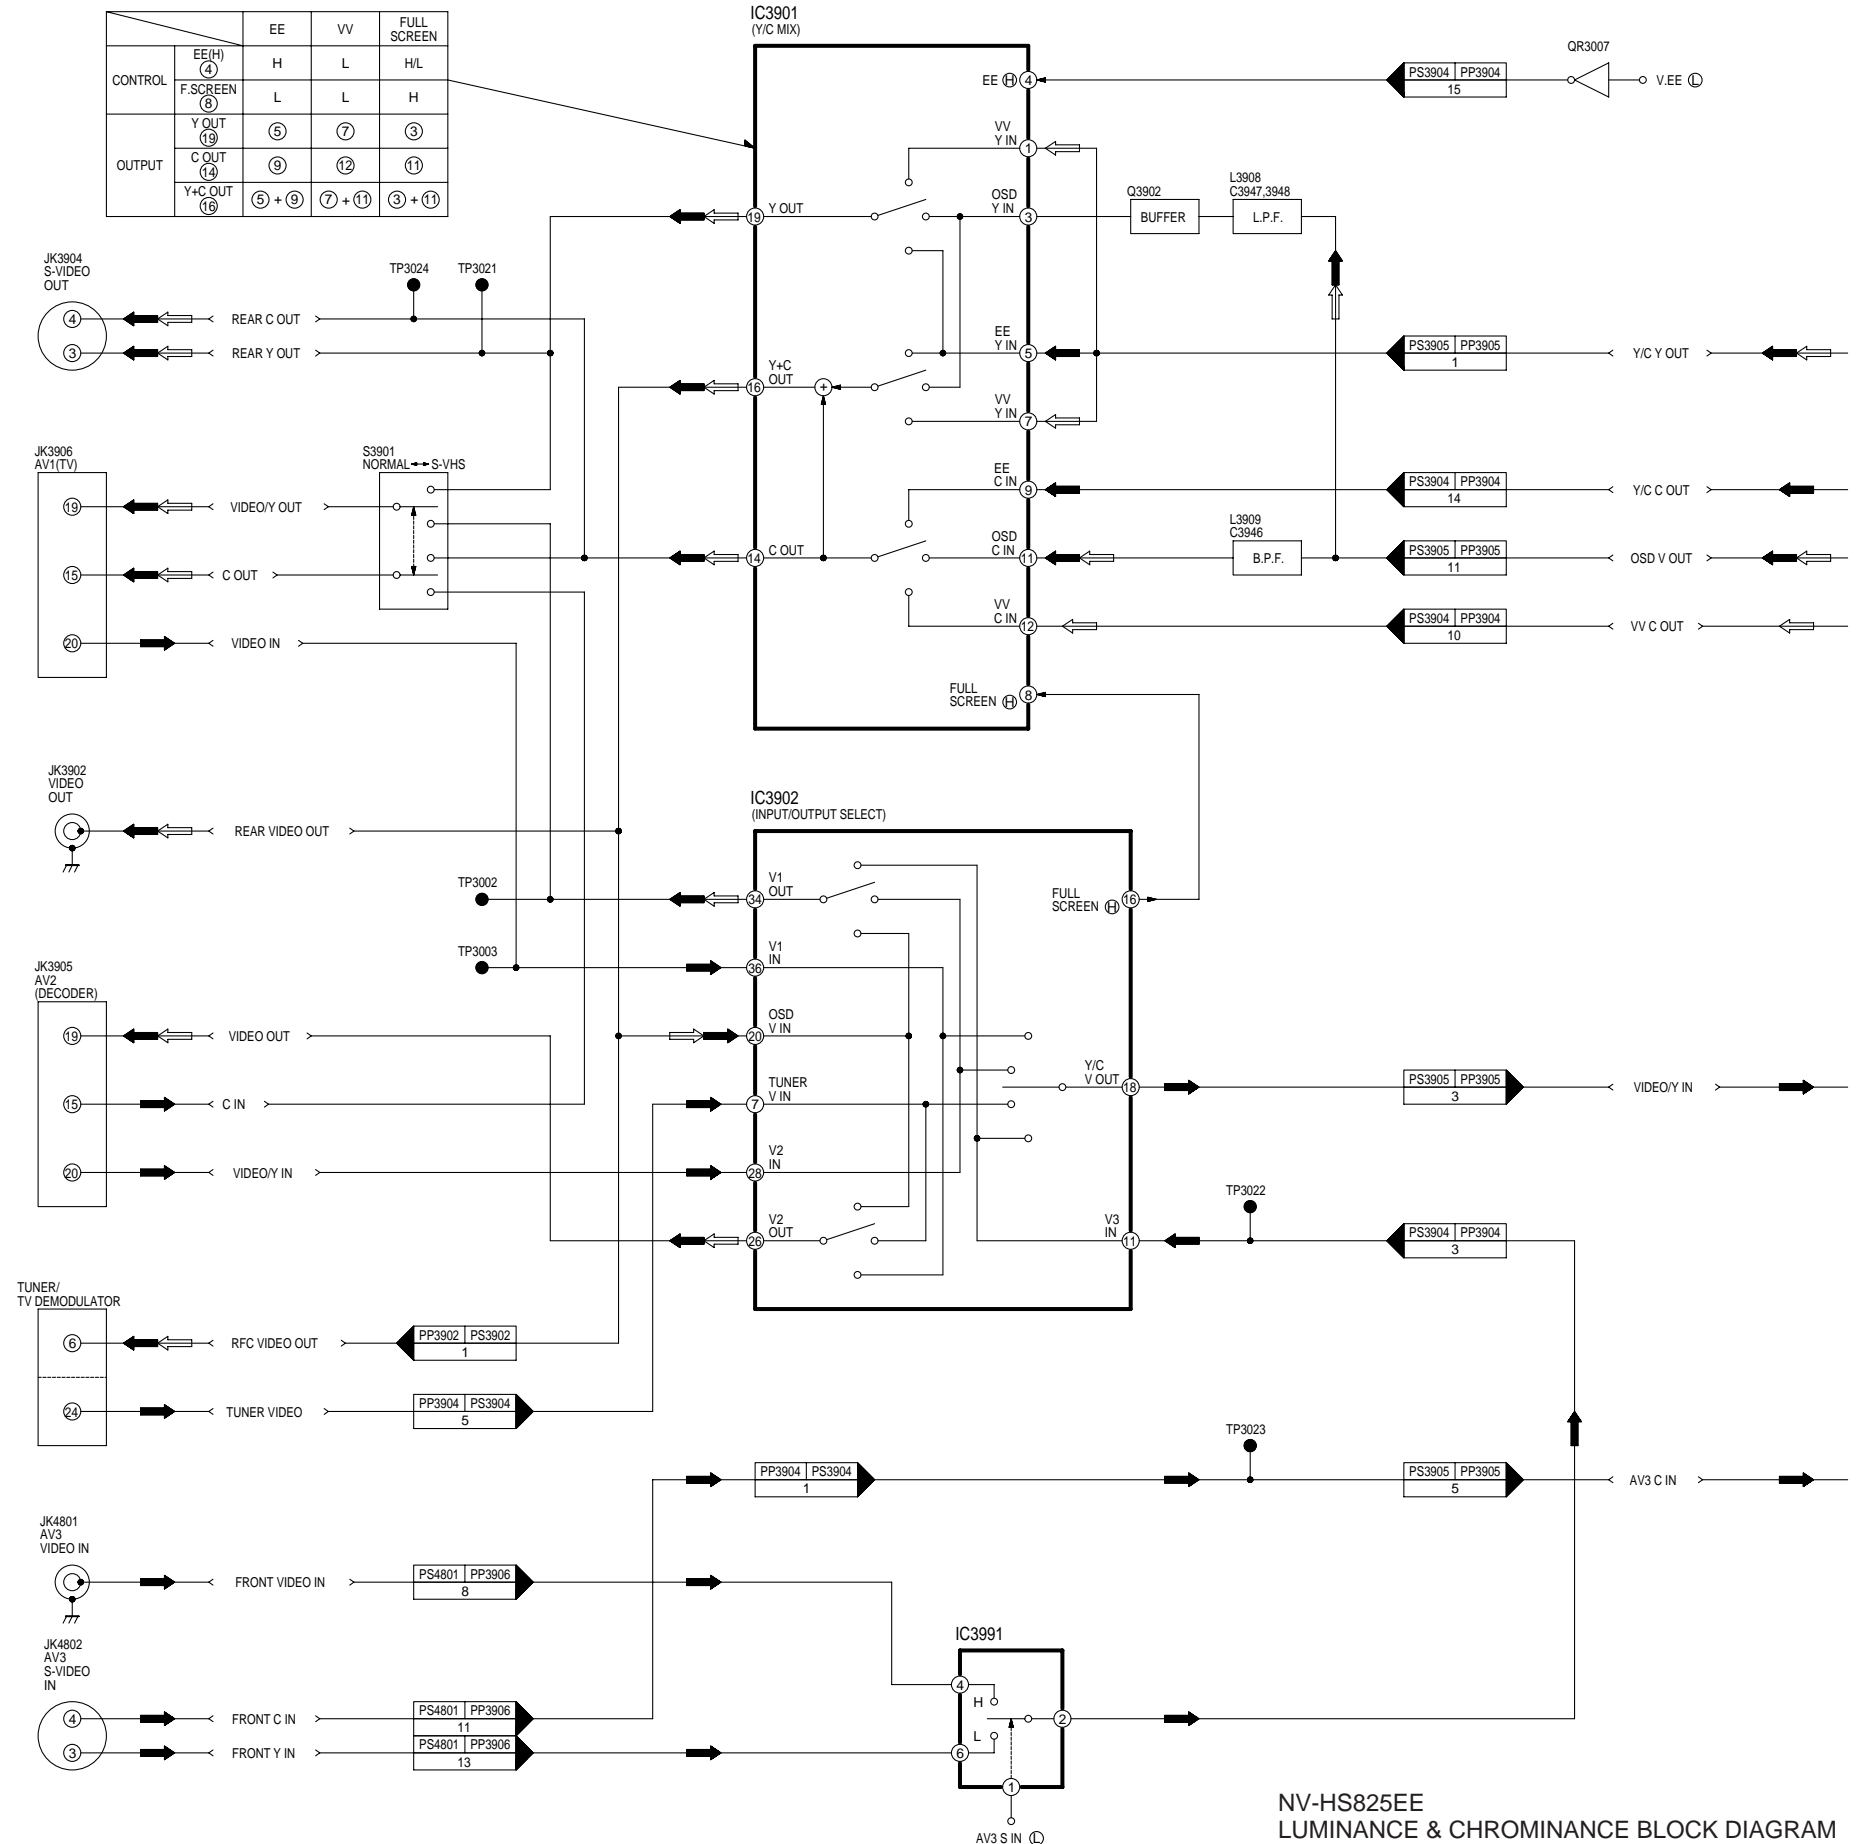 IC3901
(Y/C MIX)
EE VV FULL SCREEN
CONTROL EE(H) 4 H L H/L
F.SCREEN 8 L L H
OUTPUT Y OUT 19 5 7 3
C OUT 14 9 12 11
Y+C OUT 16 5 + 9 7 + 11 3 + 11
EE H 4
PS3904 PP3904
15
QR3007
V.EE L
VV
Y IN 1
OSD
Y IN 3
Q3902
BUFFER
L3908
C3947,3948
L.P.F.
19 Y OUT
JK3904
S-VIDEO
OUT
4 REAR C OUT
3 REAR Y OUT
TP3024
TP3021
EE
Y IN 5
PS3905 PP3905
1
Y/C Y OUT
16 Y+C
OUT
+
VV
Y IN 7
JK3906
AV1(TV)
19 VIDEO/Y OUT
15 C OUT
20 VIDEO IN
S3901
NORMAL S-VHS
EE
C IN 9
PS3904 PP3904
14
Y/C C OUT
14 C OUT
OSD
C IN 11
L3909
C3946
B.P.F.
PS3905 PP3905
11
OSD V OUT
VV
C IN 12
PS3904 PP3904
10
VV C OUT
FULL
SCREEN H 8
JK3902
VIDEO
OUT
REAR VIDEO OUT
IC3902
(INPUT/OUTPUT SELECT)
TP3002
34 V1
OUT
FULL
SCREEN H 16
TP3003
36 V1
IN
JK3905
AV2
(DECODER)
19 VIDEO OUT
15 C IN
20 VIDEO/Y IN
20 OSD
V IN
7 TUNER
V IN
28 V2
IN
26 V2
OUT
Y/C
V OUT 18
PS3905 PP3905
3
VIDEO/Y IN
TP3022
V3
IN 11
PS3904 PP3904
3
TUNER/
TV DEMODULATOR
6 RFC VIDEO OUT
PP3902 PS3902
1
24 TUNER VIDEO
PP3904 PS3904
5
PP3904 PS3904
1
TP3023
PS3905 PP3905
5
AV3 C IN
JK4801
AV3
VIDEO IN
FRONT VIDEO IN
PS4801 PP3906
8
JK4802
AV3
S-VIDEO
IN
4 FRONT C IN
PS4801 PP3906
11
3 FRONT Y IN
PS4801 PP3906
13
IC3991
4
H
L
6
2
1
AV3 S IN L
NV-HS825EE
LUMINANCE & CHROMINANCE BLOCK DIAGRAM